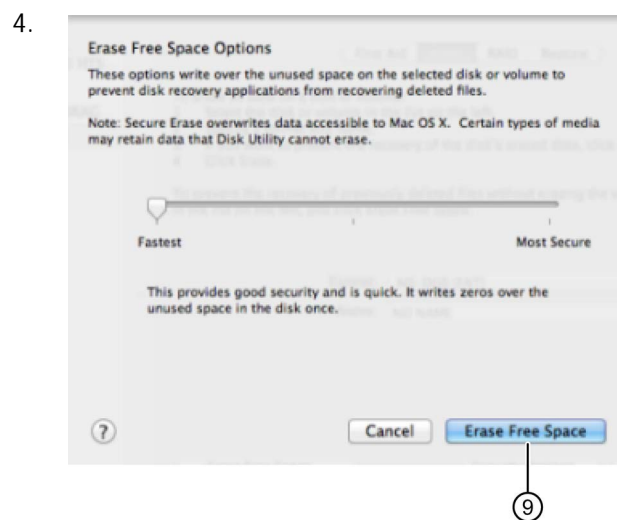 4.
Erase Free Space Options
These options write over the unused space on the selected disk or volume to
prevent disk recovery applications from recovering deleted files.
Note: Secure Erase overwrites data accessible to Mac OS X. Certain types of media
may retain data that Disk Utility cannot erase.
Fastest
Most Secure
This provides good security and is quick. It writes zeros over the
unused space in the disk once.
?
Cancel
Erase Free Space
9